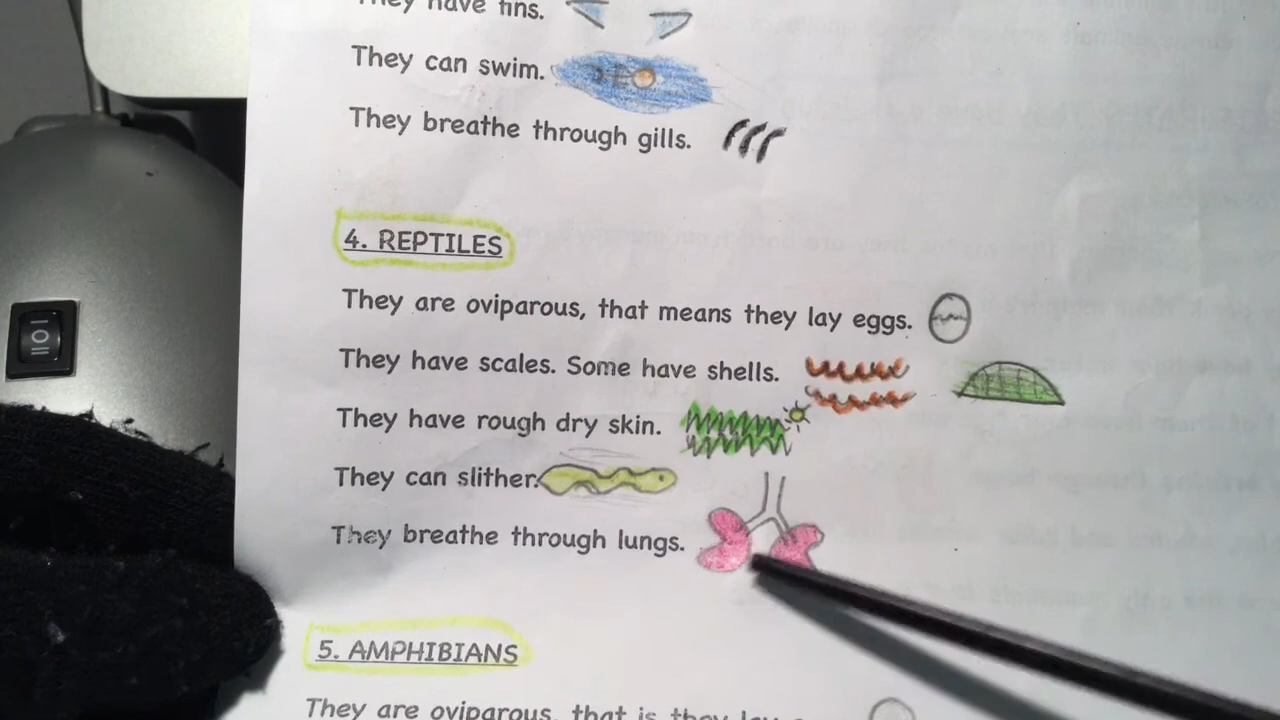 They have fins.
They can swim.
They breathe through gills.
4. REPTILES
They are oviparous, that means they lay eggs.
They have scales. Some have shells.
They have rough dry skin.
They can slither.
They breathe through lungs.
5. AMPHIBIANS
They are oviparous, that is they lay